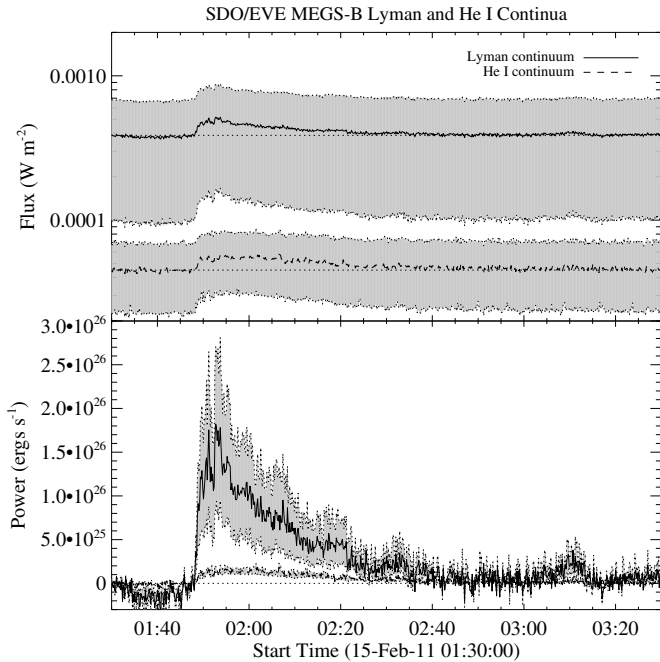 SDO/EVE MEGS-B Lyman and He I Continua
Lyman continuum
He I continuum
0.0010
0.0001
Flux (W m⁻²)
3.0•10²⁶
2.5•10²⁶
2.0•10²⁶
1.5•10²⁶
1.0•10²⁶
5.0•10²⁵
0
Power (ergs s⁻¹)
01:40 02:00 02:20 02:40 03:00 03:20
Start Time (15-Feb-11 01:30:00)